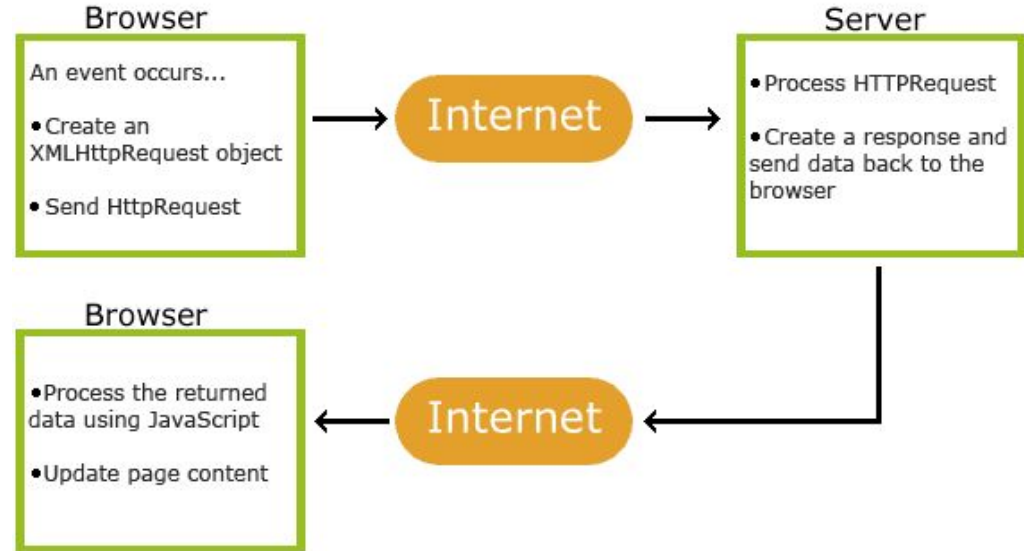 Browser
An event occurs...
•Create an
XMLHttpRequest object
• Send HttpRequest
Internet
Server
•Process HTTPRequest
•Create a response and
send data back to the
browser
Browser
•Process the returned
data using JavaScript
•Update page content
Internet